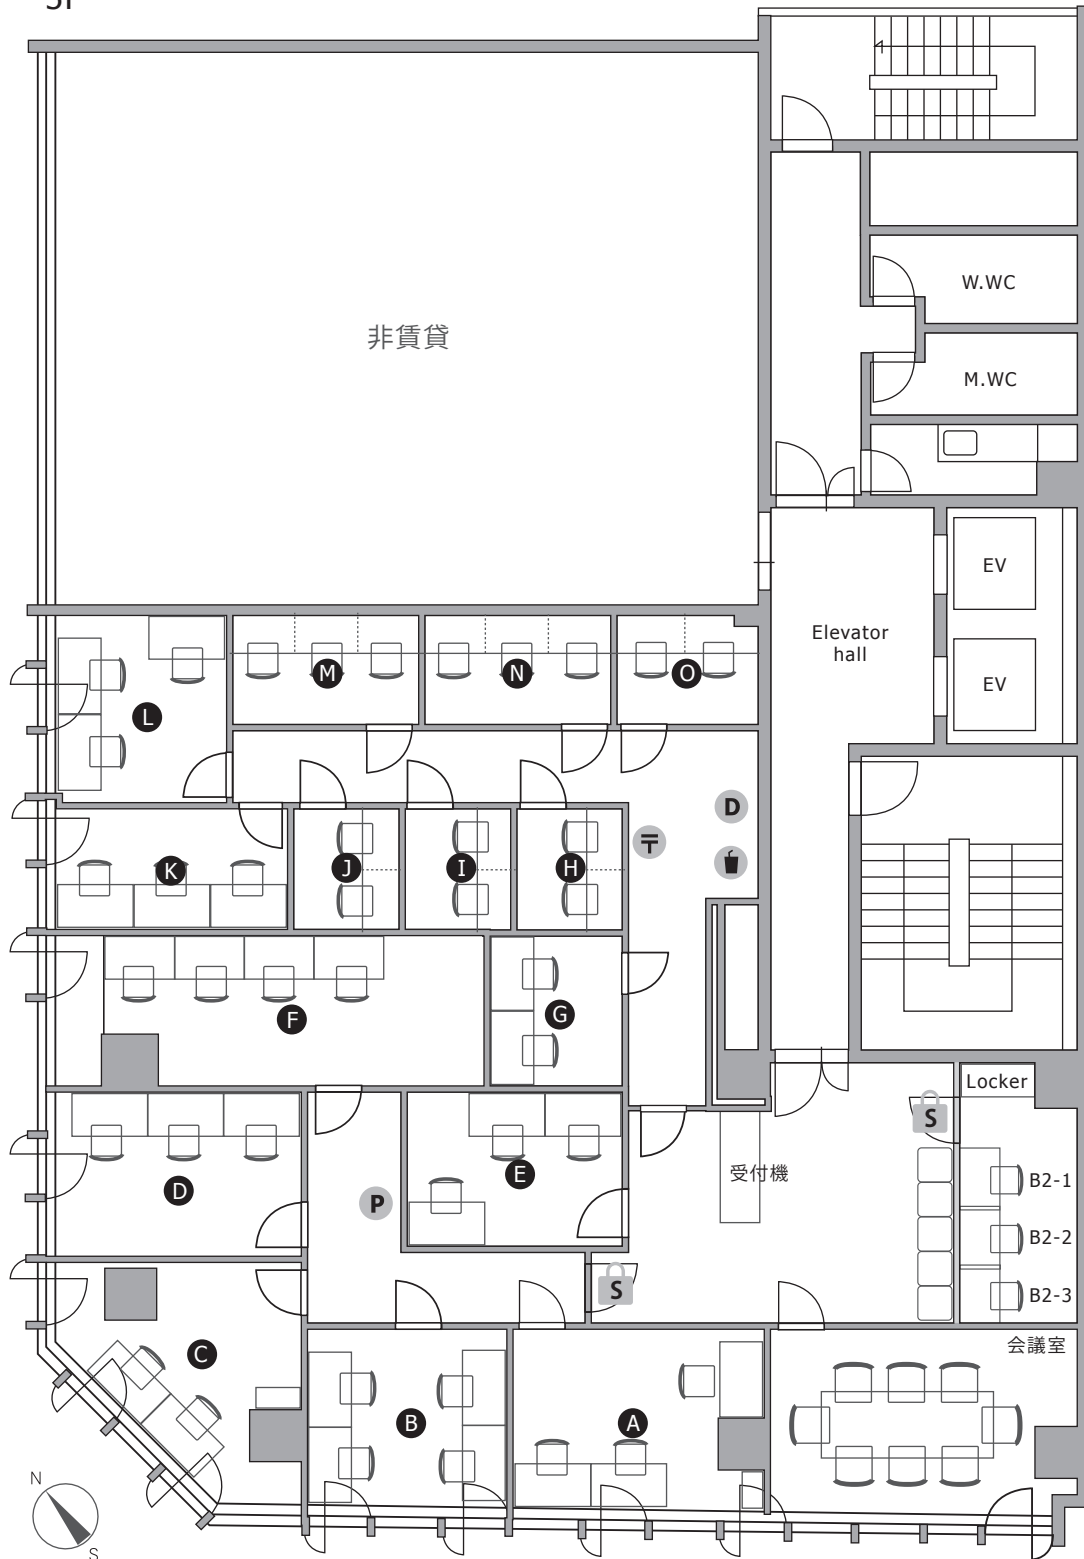 非賃貸
W.WC
M.WC
EV
Elevator
hall
EV
M
N
O
L
D
〒
K
J
I
H
F
G
Locker
S
D
E
P
受付機
B2-1
B2-2
B2-3
S
C
会議室
B
A
N
S